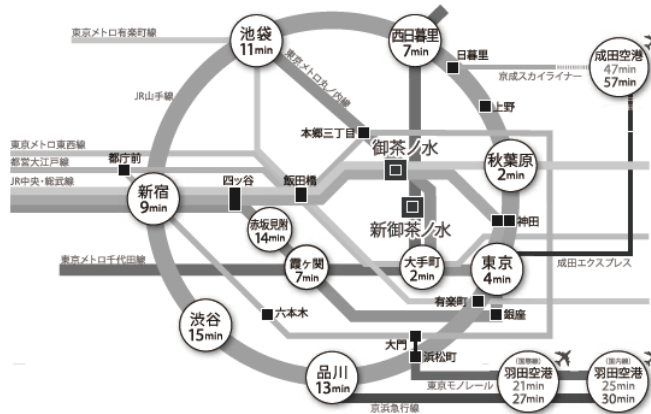 東京メトロ有楽町線
池袋
11min
西日暮里
7min
日暮里
京成スカイライナー
成田空港
47min
57min
JR山手線
東京メトロ丸ノ内線
上野
本郷三丁目
御茶ノ水
秋葉原
2min
東京メトロ東西線
都営大江戸線
都庁前
JR中央・総武線
新宿
9min
四ッ谷
飯田橋
新御茶ノ水
神田
赤坂見附
14min
霞ヶ関
7min
大手町
2min
東京
4min
成田エクスプレス
東京メトロ千代田線
有楽町
銀座
六本木
渋谷
15min
大門
浜松町
品川
13min
東京モノレール
京浜急行線
(国際線)
羽田空港
21min
27min
(国内線)
羽田空港
25min
30min